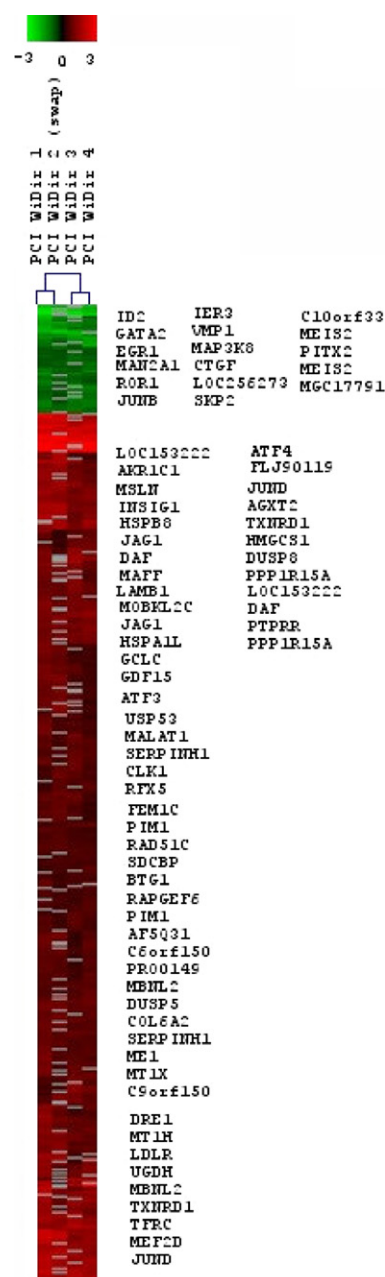 -3 0 3
PCI WiDir 1
PCI WiDir 2 (swap)
PCI WiDir 3
PCI WiDir 4
ID2 IER3 C10orf33
GATA2 VMP1 MEIS2
EGR1 MAP3K8 PITX2
MAN2A1 CTGF MEIS2
ROR1 LOC256273 MGC17791
JUNB SKP2
LOC153222 ATF4
AKR1C1 FLJ90119
MSLN JUND
INSIG1 AGXT2
HSPB8 TXNRD1
JAG1 HMGCS1
DAF DUSP8
MAFF PPP1R15A
LAMB1 LOC153222
MOBKL2C DAF
JAG1 PTPRR
HSPA1L PPP1R15A
GCLC
GDF15
ATF3
USP53
MALAT1
SERPINH1
CLK1
RFX5
FEM1C
PIM1
RAD51C
SDCBP
BTG1
RAPGEF6
PIM1
AF5Q31
C6orf150
PRO0149
MBNL2
DUSP5
COL6A2
SERPINH1
ME1
MT1X
C9orf150
DRE1
MT1H
LDLR
UGDH
MBNL2
TXNRD1
TFRC
MEF2D
JUND